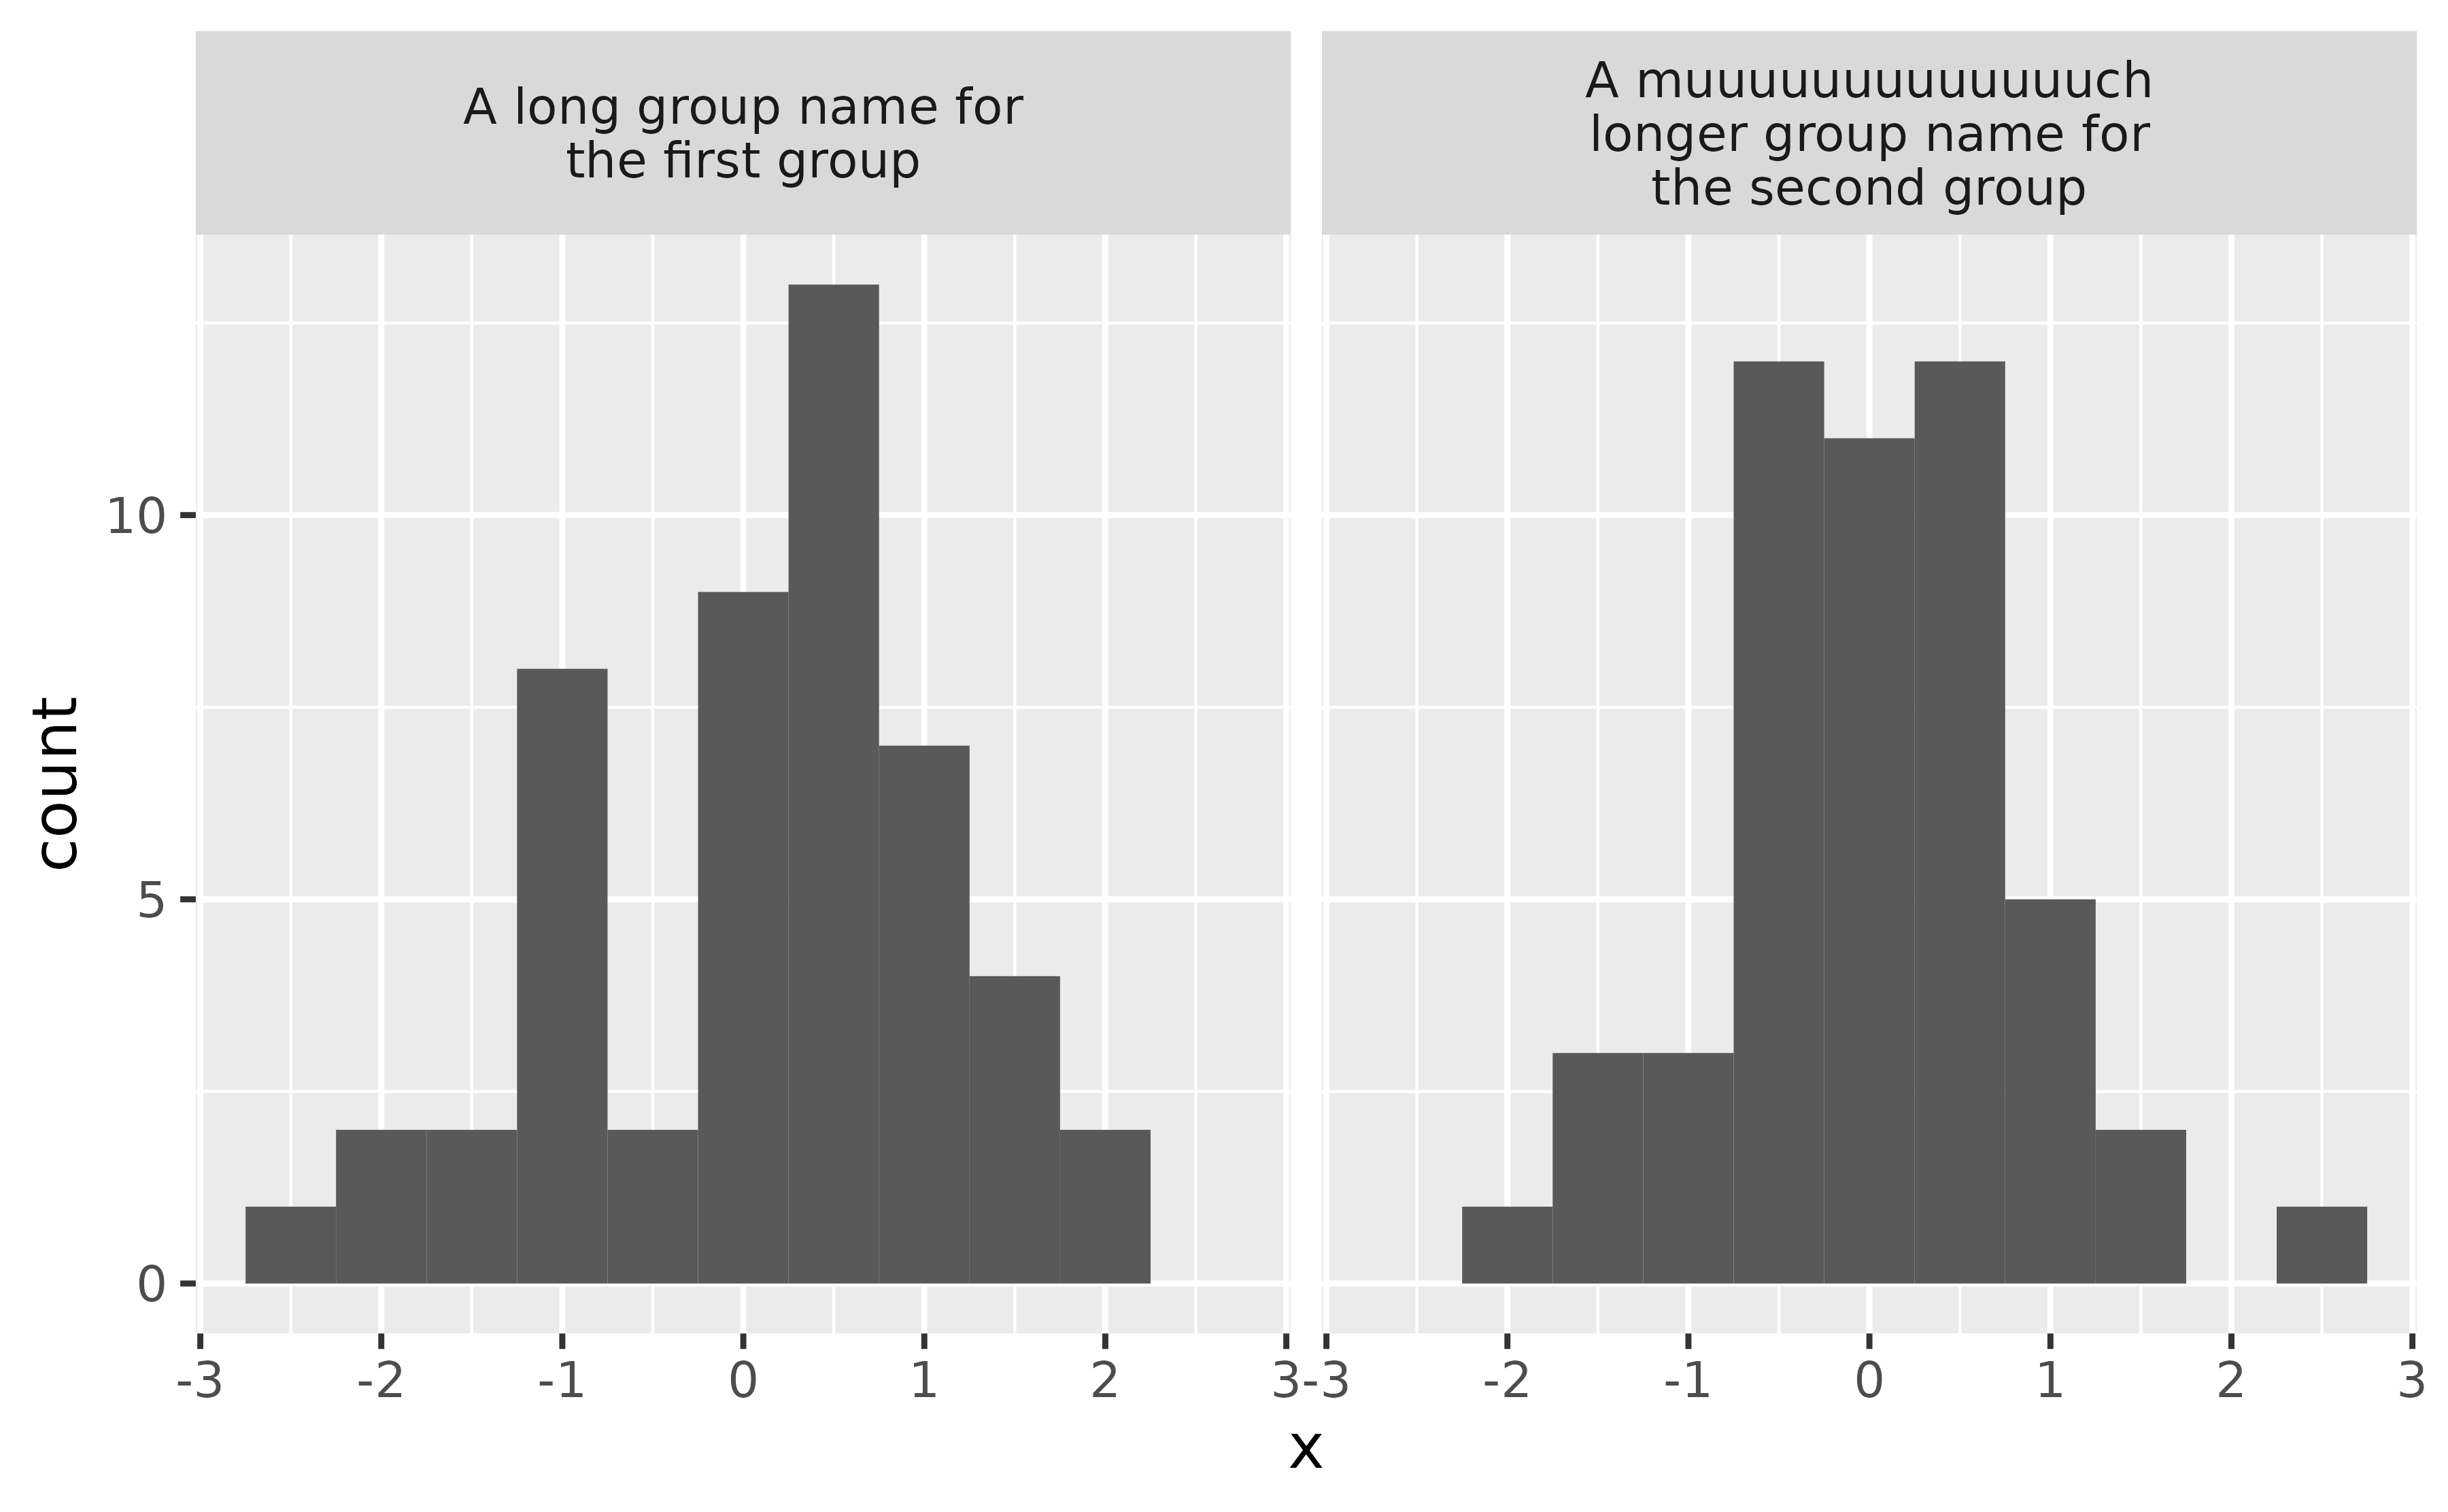 A long group name for
the first group
A muuuuuuuuuuuuuch
longer group name for
the second group
count
10
5
0
-3 -2 -1 0 1 2 3
-3 -2 -1 0 1 2 3
x